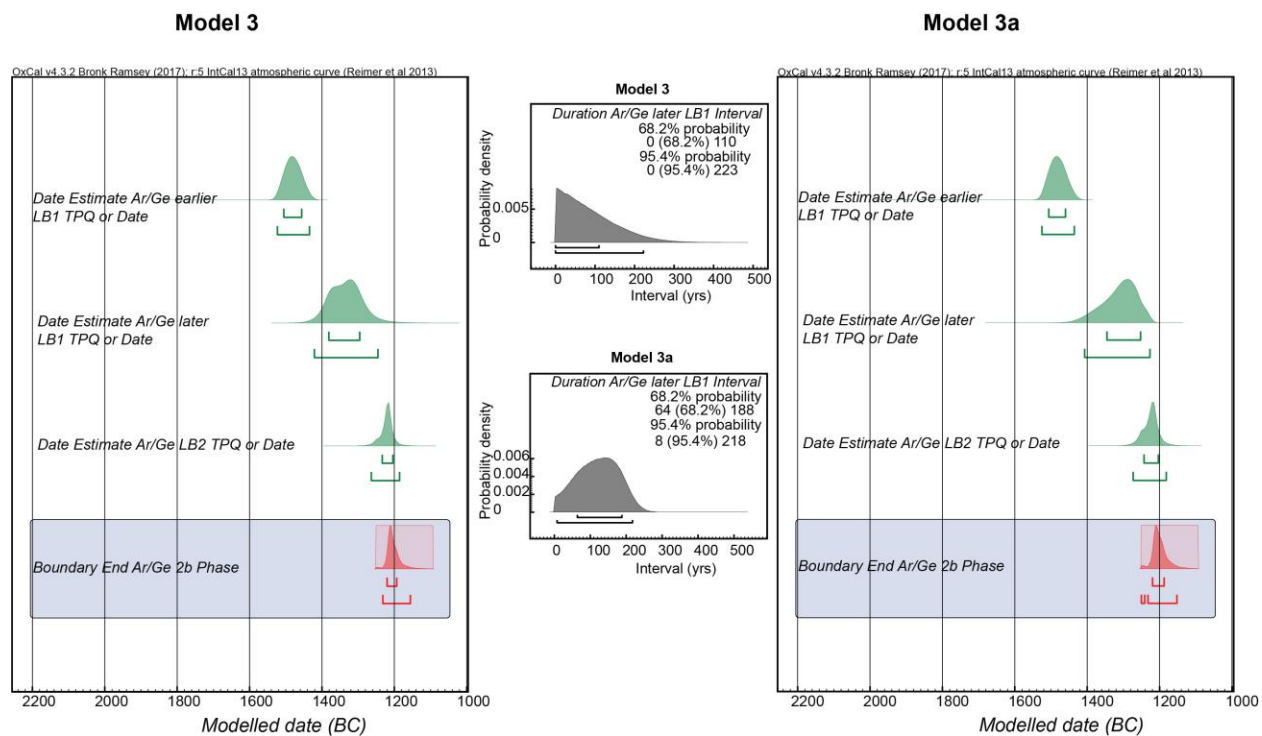 Model 3
OxCal v4.3.2 Bronk Ramsey (2017); r:5 IntCal13 atmospheric curve (Reimer et al 2013)
Date Estimate Ar/Ge earlier
LB1 TPQ or Date
Date Estimate Ar/Ge later
LB1 TPQ or Date
Date Estimate Ar/Ge LB2 TPQ or Date
Boundary End Ar/Ge 2b Phase
2200 2000 1800 1600 1400 1200 1000
Modelled date (BC)
Model 3
Duration Ar/Ge later LB1 Interval
68.2% probability
0 (68.2%) 110
95.4% probability
0 (95.4%) 223
Probability density
0.005
0
0 100 200 300 400 500
Interval (yrs)
Model 3a
Duration Ar/Ge later LB1 Interval
68.2% probability
64 (68.2%) 188
95.4% probability
8 (95.4%) 218
Probability density
0.006
0.004
0.002
0
0 100 200 300 400 500
Interval (yrs)
Model 3a
OxCal v4.3.2 Bronk Ramsey (2017); r:5 IntCal13 atmospheric curve (Reimer et al 2013)
Date Estimate Ar/Ge earlier
LB1 TPQ or Date
Date Estimate Ar/Ge later
LB1 TPQ or Date
Date Estimate Ar/Ge LB2 TPQ or Date
Boundary End Ar/Ge 2b Phase
2200 2000 1800 1600 1400 1200 1000
Modelled date (BC)